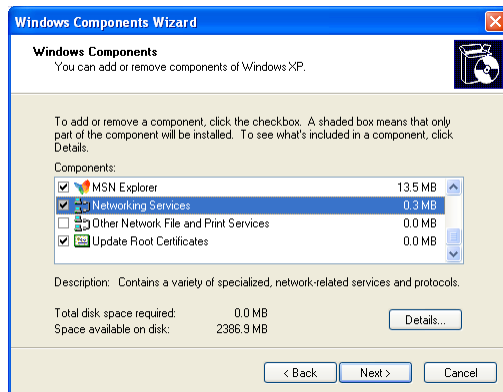 Windows Components Wizard
Windows Components
You can add or remove components of Windows XP.
To add or remove a component, click the checkbox. A shaded box means that only
part of the component will be installed. To see what's included in a component, click
Details.
Components:
MSN Explorer 13.5 MB
Networking Services 0.3 MB
Other Network File and Print Services 0.0 MB
Update Root Certificates 0.0 MB
Description: Contains a variety of specialized, network-related services and protocols.
Total disk space required: 0.0 MB
Space available on disk: 2386.9 MB
Details...
< Back Next > Cancel